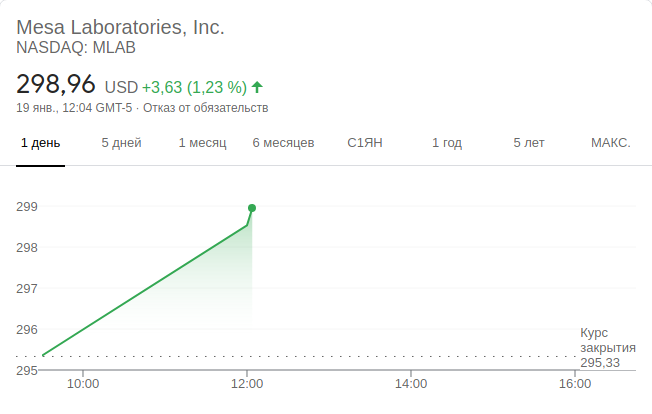 Mesa Laboratories, Inc.
NASDAQ: MLAB
298,96 USD +3,63 (1,23 %)
19 янв., 12:04 GMT-5 · Отказ от обязательств
1 день 5 дней 1 месяц 6 месяцев С1ЯН 1 год 5 лет МАКС.
299
298
297
296
Курс
закрытия
295,33
295
10:00 12:00 14:00 16:00